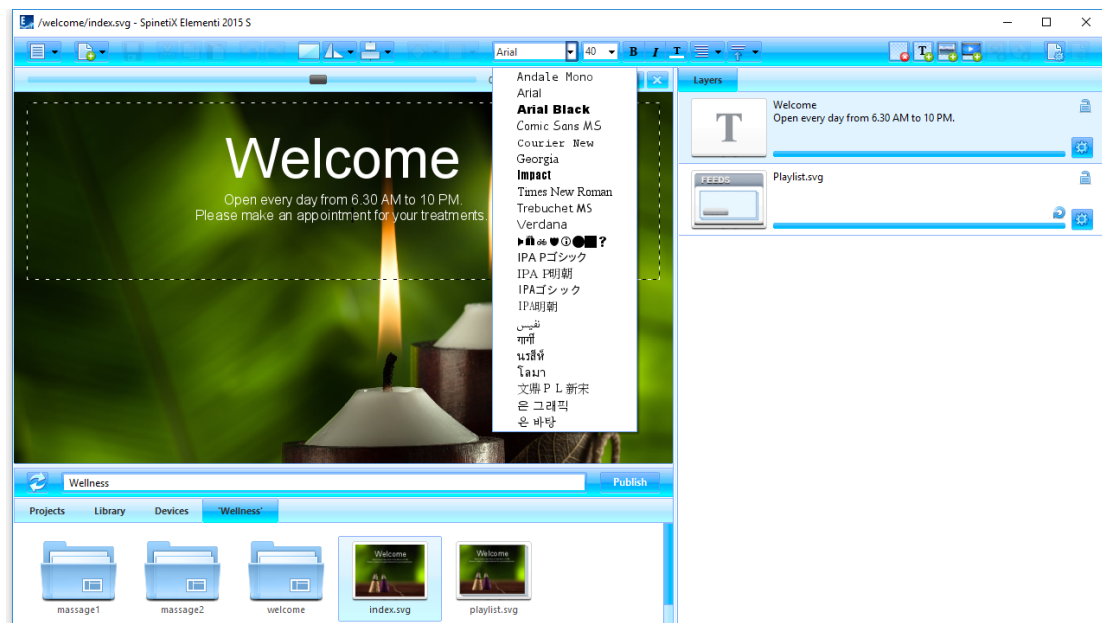 /welcome/index.svg - SpinetiX Elementi 2015 S
Arial
40
B I T
Andale Mono
Arial
Arial Black
Comic Sans MS
Courier New
Georgia
Impact
Times New Roman
Trebuchet MS
Verdana
IPA Pゴシック
IPA P明朝
IPAゴシック
IPA明朝
نفیس
गार्गी
นรสีห์
โลมา
文鼎ＰＬ新宋
은 그래픽
은 바탕
Welcome
Open every day from 6.30 AM to 10 PM.
Please make an appointment for your treatments.
Layers
T
Welcome
Open every day from 6.30 AM to 10 PM.
FEEDS
Playlist.svg
Wellness
Publish
Projects
Library
Devices
'Wellness'
Welcome
Welcome
massage1
massage2
welcome
index.svg
playlist.svg